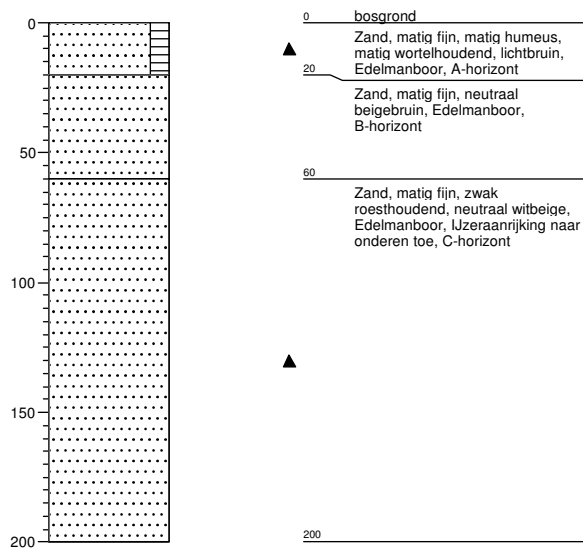 0
50
100
150
200
0
bosgrond
Zand, matig fijn, matig humeus,
matig wortelhoudend, lichtbruin,
Edelmanboor, A-horizont
20
Zand, matig fijn, neutraal
beigebruin, Edelmanboor,
B-horizont
60
Zand, matig fijn, zwak
roesthoudend, neutraal witbeige,
Edelmanboor, IJzeraanrijking naar
onderen toe, C-horizont
200